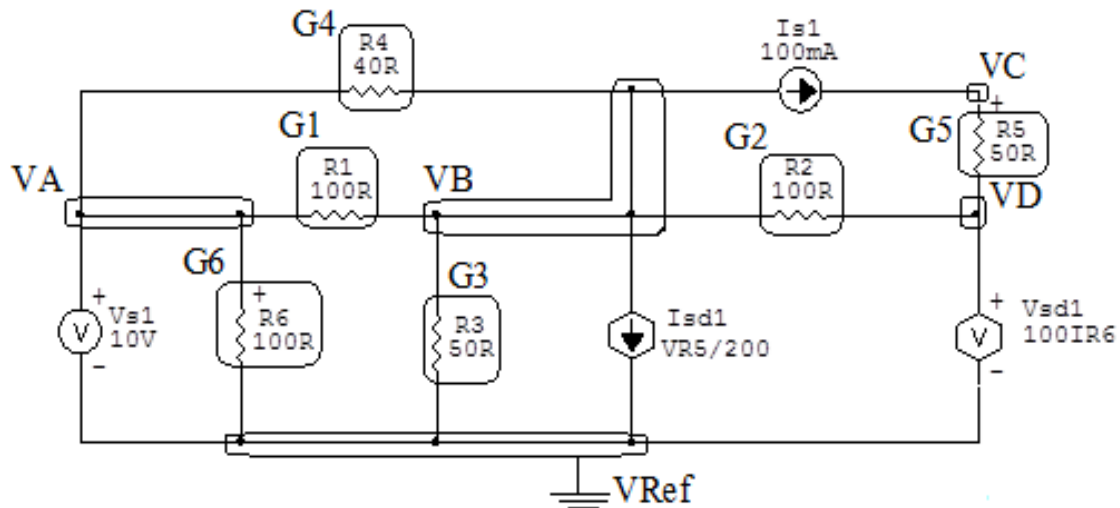 G4
R4
40R
Is1
100mA
VC
+
G1
R1
100R
G2
R2
100R
G5
R5
50R
VA
VB
VD
G6
+
R6
100R
G3
R3
50R
+
V
Vs1
10V
-
Isd1
VR5/200
+
V
Vsd1
100IR6
-
VRef